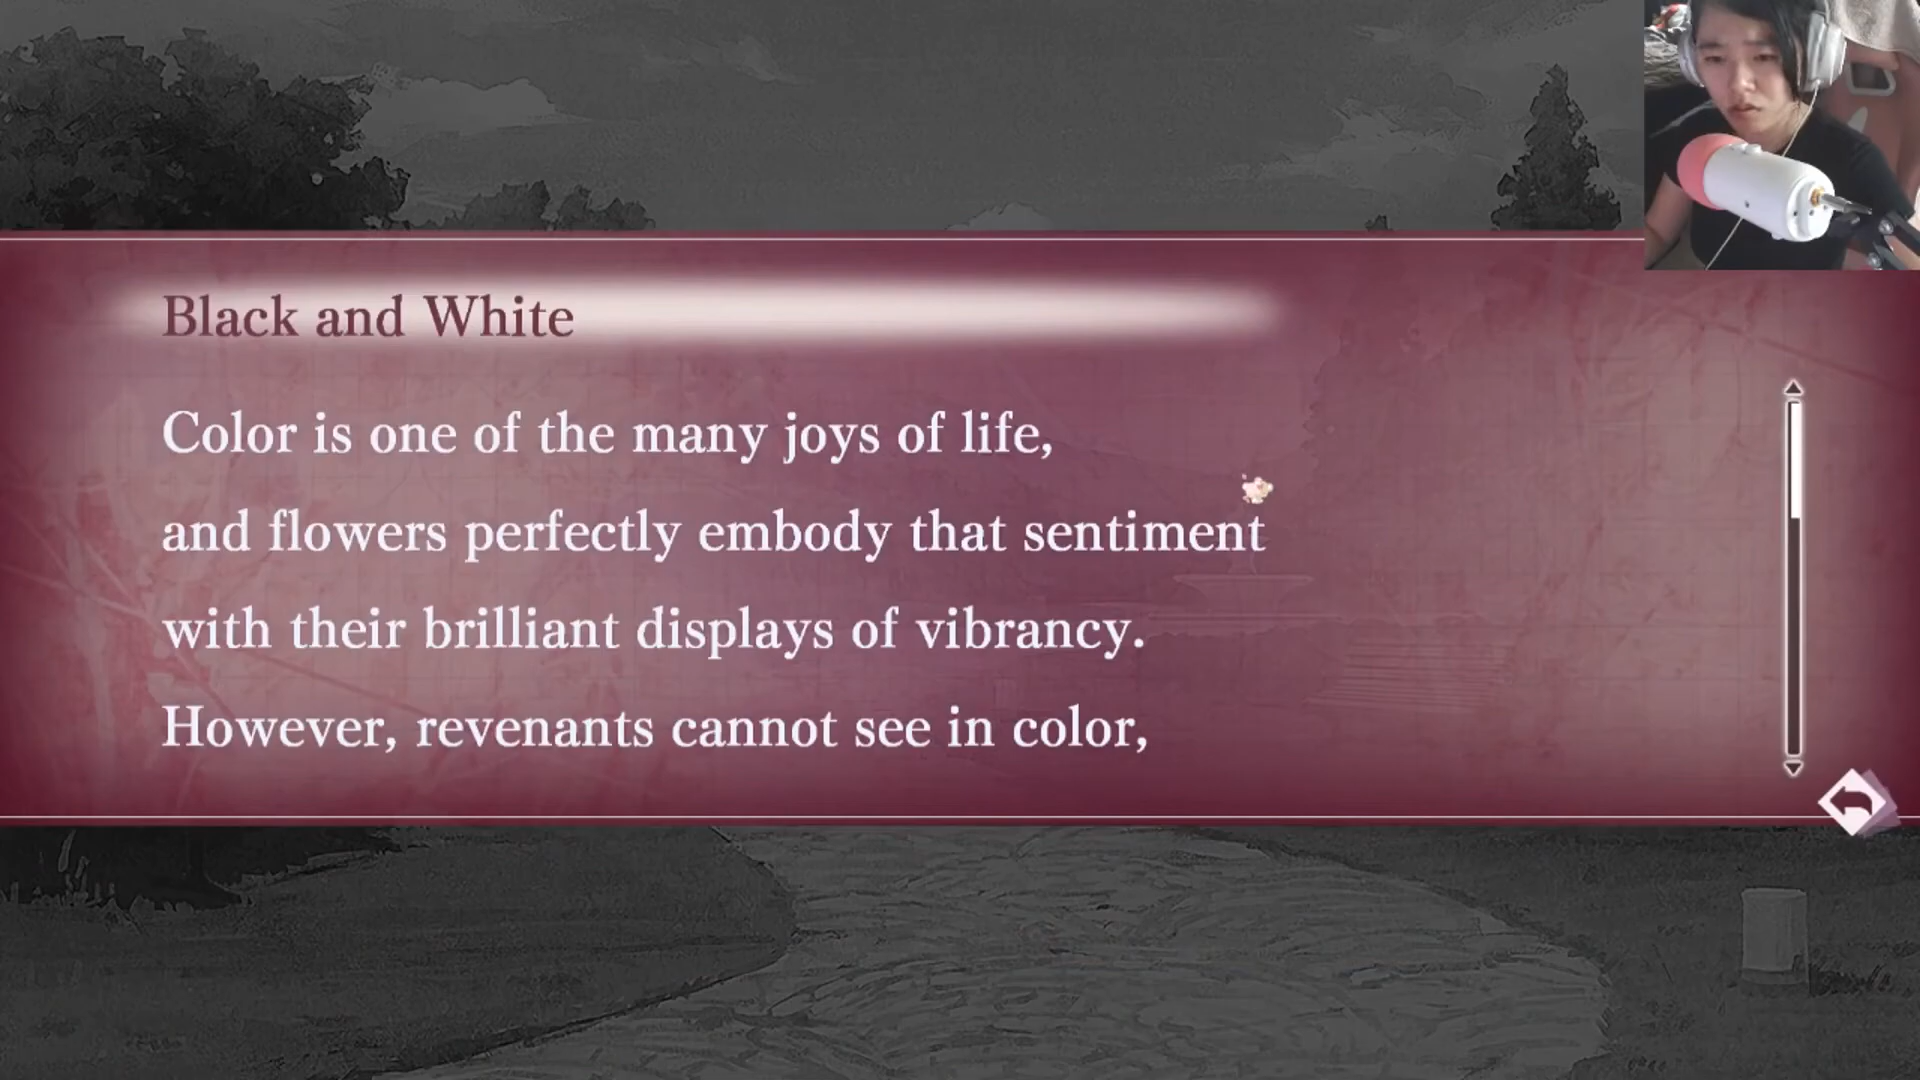 Black and White
Color is one of the many joys of life,
and flowers perfectly embody that sentiment
with their brilliant displays of vibrancy.
However, revenants cannot see in color,